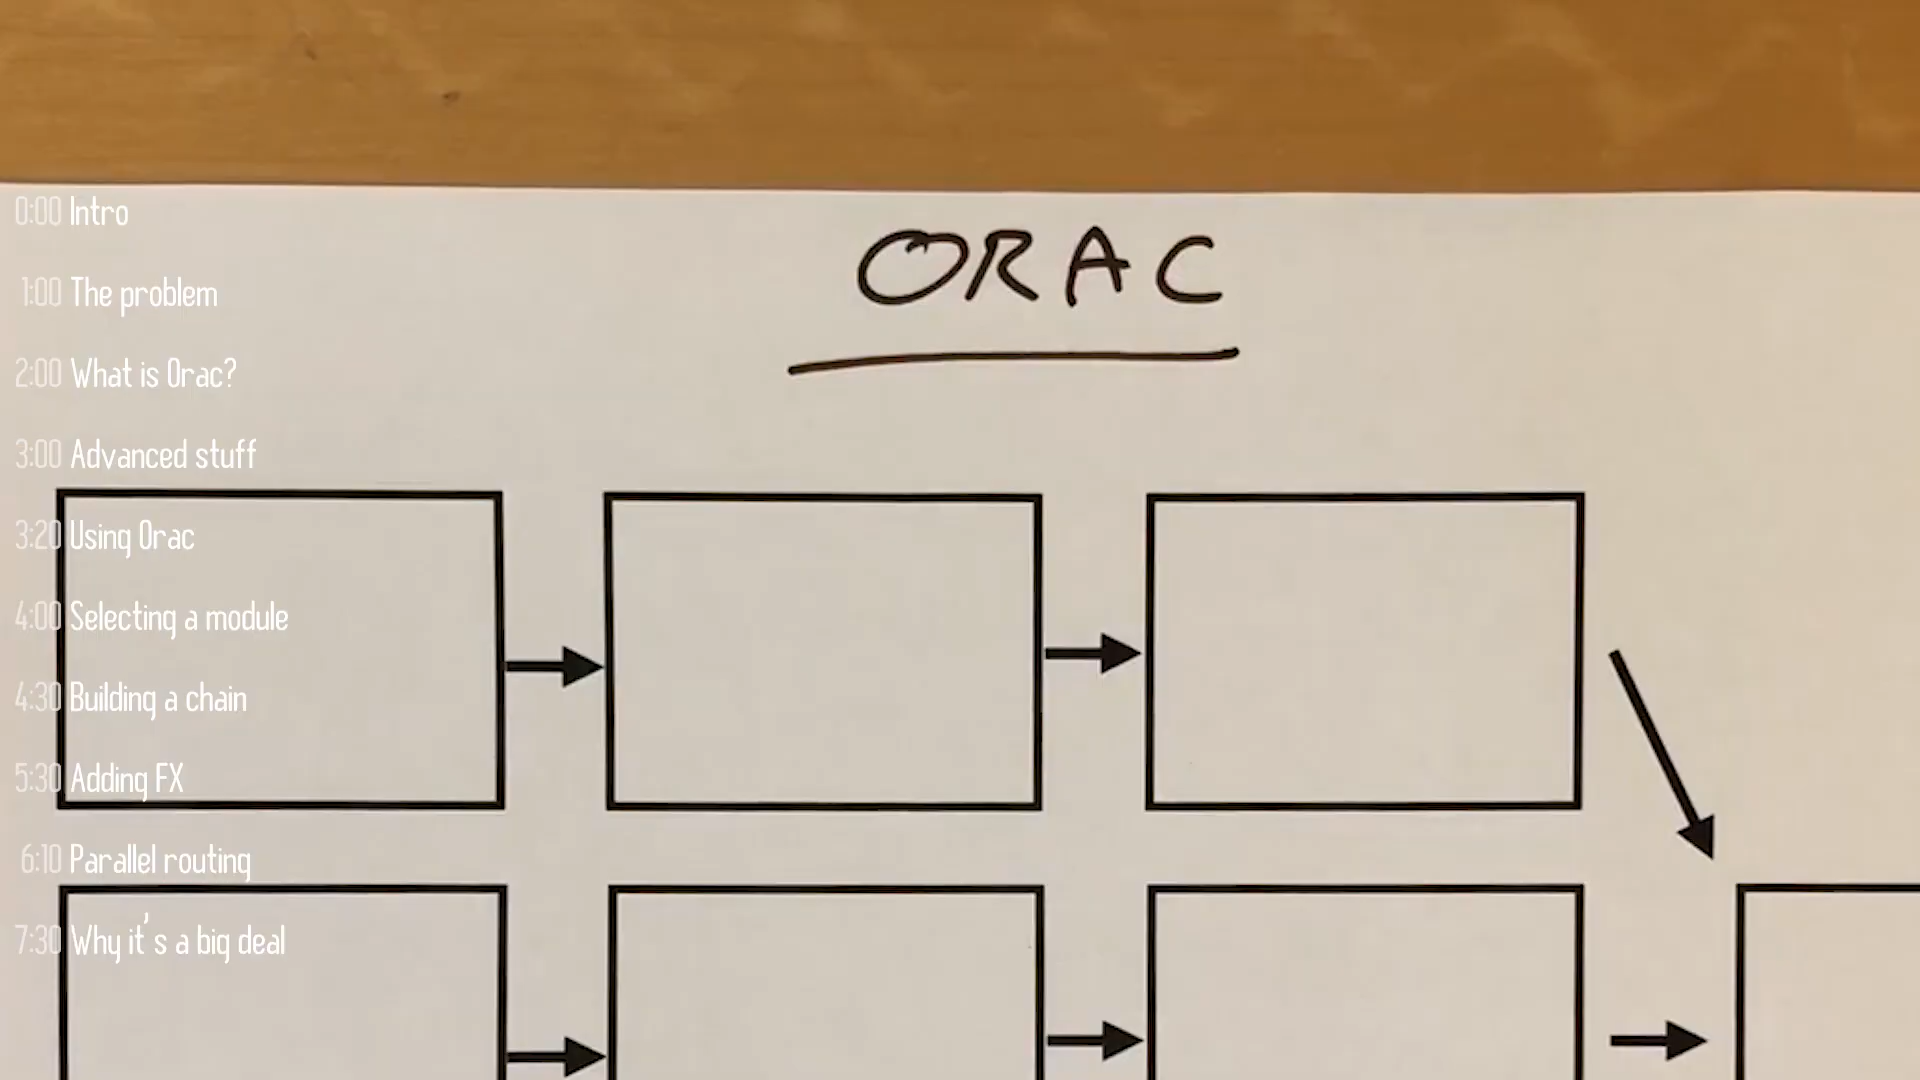 ORAC
0:00 Intro
1:00 The problem
2:00 What is Orac?
3:00 Advanced stuff
3:20 Using Orac
4:00 Selecting a module
4:30 Building a chain
5:30 Adding FX
6:10 Parallel routing
7:30 Why it's a big deal